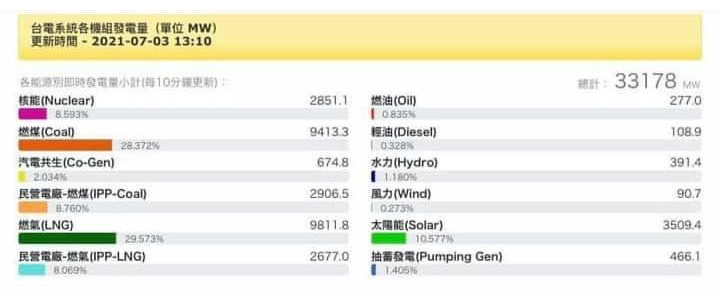 台電系統各機組發電量（單位 MW）
更新時間 - 2021-07-03 13:10
各能源別即時發電量小計(每10分鐘更新)：
總計： 33178 MW
核能(Nuclear) 2851.1
8.593%
燃煤(Coal) 9413.3
28.372%
汽電共生(Co-Gen) 674.8
2.034%
民營電廠-燃煤(IPP-Coal) 2906.5
8.760%
燃氣(LNG) 9811.8
29.573%
民營電廠-燃氣(IPP-LNG) 2677.0
8.069%
燃油(Oil) 277.0
0.835%
輕油(Diesel) 108.9
0.328%
水力(Hydro) 391.4
1.180%
風力(Wind) 90.7
0.273%
太陽能(Solar) 3509.4
10.577%
抽蓄發電(Pumping Gen) 466.1
1.405%